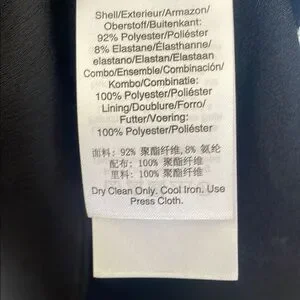 Shell/Exterieur/Armazon/
Oberstoff/Buitenkant:
92% Polyester/Poliéster
8% Elastane/Élasthanne/
elastano/Elastan/Elastaan
Combo/Ensemble/Combinación/
Kombo/Combinatie:
100% Polyester/Poliéster
Lining/Doublure/Forro/
Futter/Voering:
100% Polyester/Poliéster
面料: 92% 聚酯纤维,8% 氨纶
配布: 100% 聚酯纤维
里料: 100% 聚酯纤维
Dry Clean Only. Cool Iron. Use
Press Cloth.